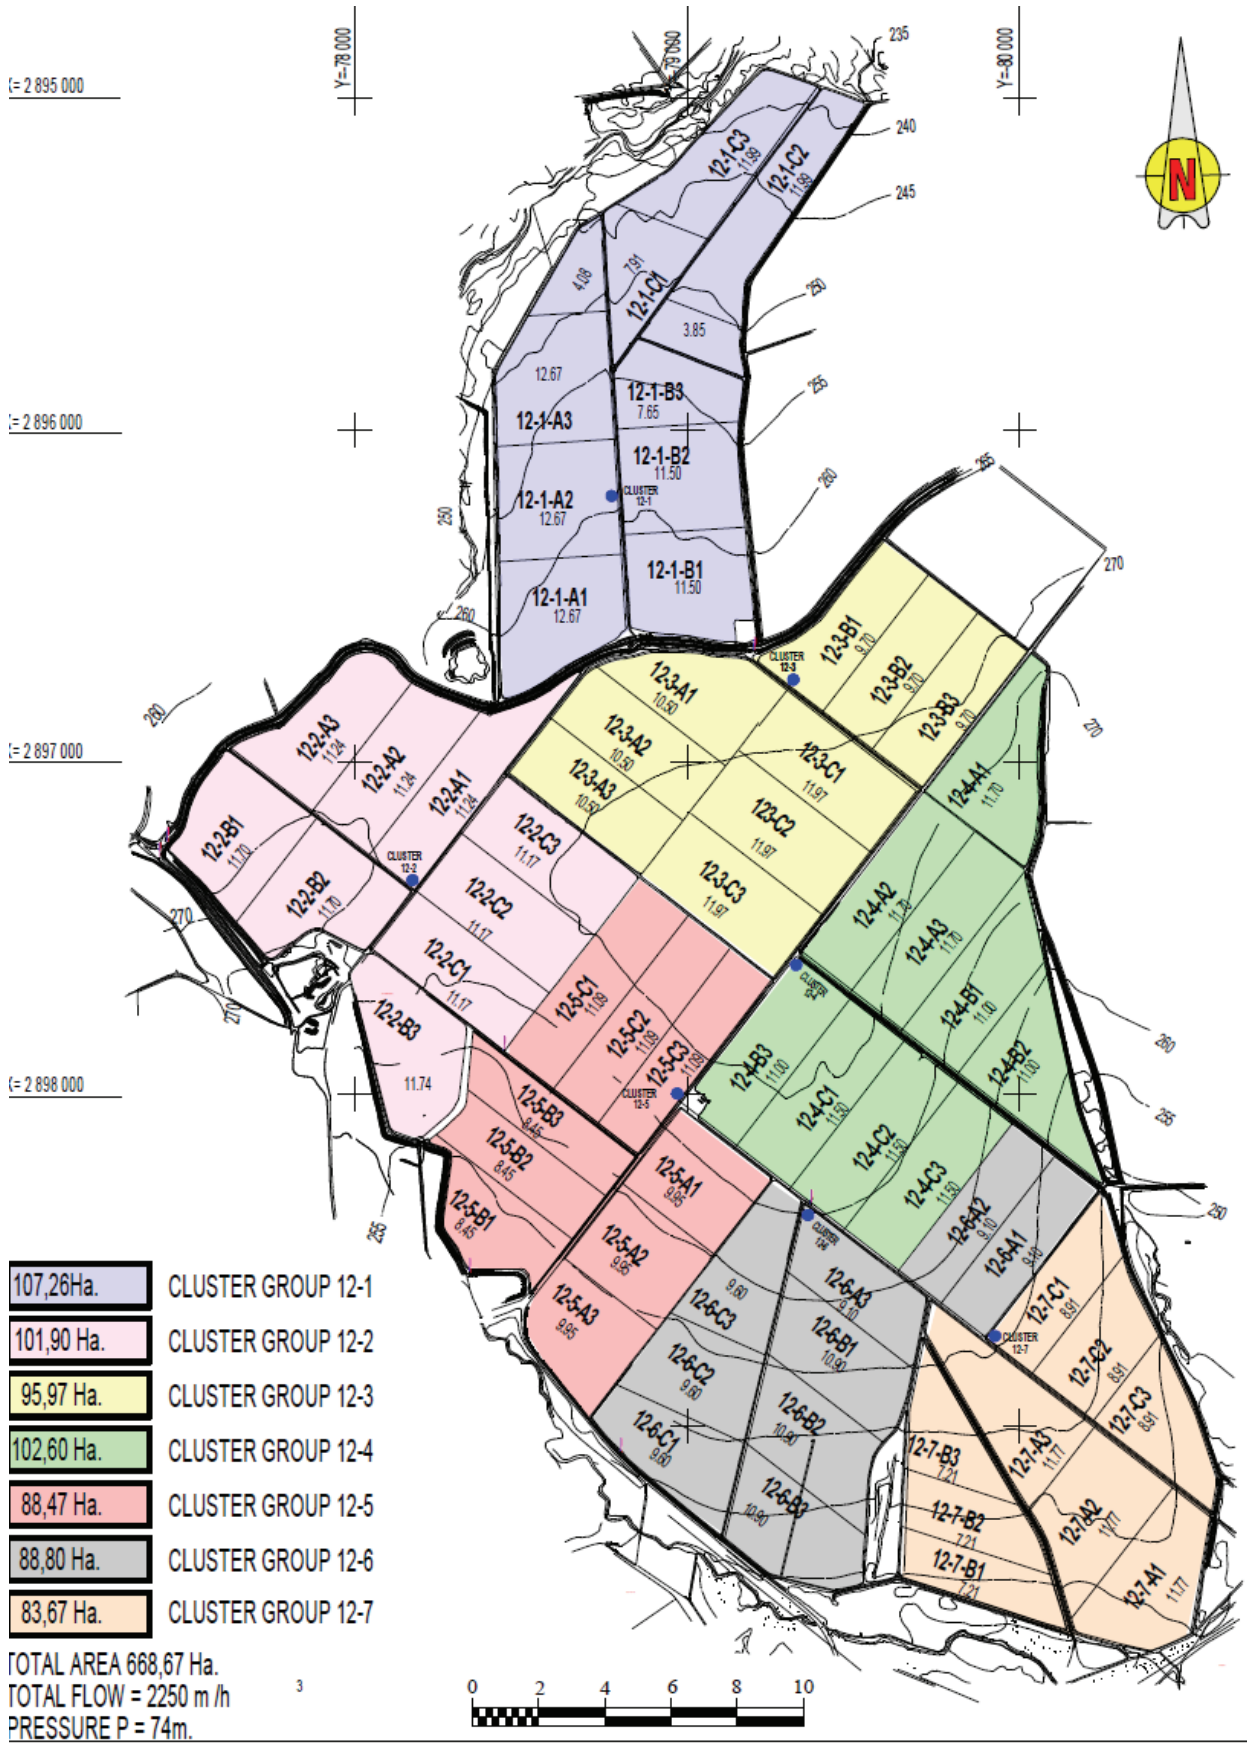 235
Y=-78 000
-79 000
Y=-80 000
X= 2 895 000
240
N
245
12-1-C3
11.99
12-1-C2
11.99
4.08
7.91
12-1-C1
250
3.85
12.67
255
12-1-B3
7.65
12-1-A3
X= 2 896 000
12-1-B2
11.50
260
265
12-1-A2
12.67
CLUSTER
12-1
250
12-1-B1
11.50
270
12-1-A1
12.67
260
12-3-B1
9.70
CLUSTER
12-3
12-3-B2
9.70
12-3-A1
10.50
12-3-B3
9.70
260
270
12-2-A3
11.24
12-3-A2
10.50
= 2 897 000
12-2-A2
11.24
12-3-C1
11.97
12-2-A1
11.24
12-3-A3
10.50
12-4-A1
11.70
12-2-B1
11.70
12-2-C3
11.17
123-C2
11.97
CLUSTER
12-2
12-2-B2
11.70
12-2-C2
11.17
12-3-C3
11.97
12-4-A2
11.70
270
12-4-A3
11.70
12-2-C1
11.17
12-5-C1
11.09
CLUSTER
12-4-B1
11.00
270
12-2-B3
12-5-C2
11.09
12-4-B2
11.00
260
12-4-B3
11.00
12-5-C3
11.09
= 2 898 000
11.74
CLUSTER
12-5
12-4-C1
11.50
255
12-5-B3
8.45
12-5-B2
8.45
12-4-C2
11.50
12-5-A1
9.95
12-4-C3
11.50
12-5-B1
8.45
255
12-6-A2
9.10
250
CLUSTER
12-5-A2
9.95
12-6-A1
9.10
107,26Ha. CLUSTER GROUP 12-1
12-6-A3
9.10
12-7-C1
8.91
9.60
12-6-C3
12-5-A3
9.95
101,90 Ha. CLUSTER GROUP 12-2
12-6-B1
10.90
CLUSTER
12-7
12-7-C2
8.91
12-6-C2
9.60
95,97 Ha. CLUSTER GROUP 12-3
12-7-C3
8.91
12-6-B2
10.90
12-6-C1
9.60
102,60 Ha. CLUSTER GROUP 12-4
12-7-A3
11.77
12-7-B3
7.21
88,47 Ha. CLUSTER GROUP 12-5
12-6-B3
10.90
12-7-B2
7.21
12-7-A2
11.77
88,80 Ha. CLUSTER GROUP 12-6
12-7-B1
7.21
12-7-A1
11.77
83,67 Ha. CLUSTER GROUP 12-7
TOTAL AREA 668,67 Ha.
3
TOTAL FLOW = 2250 m /h
PRESSURE P = 74m.
0 2 4 6 8 10